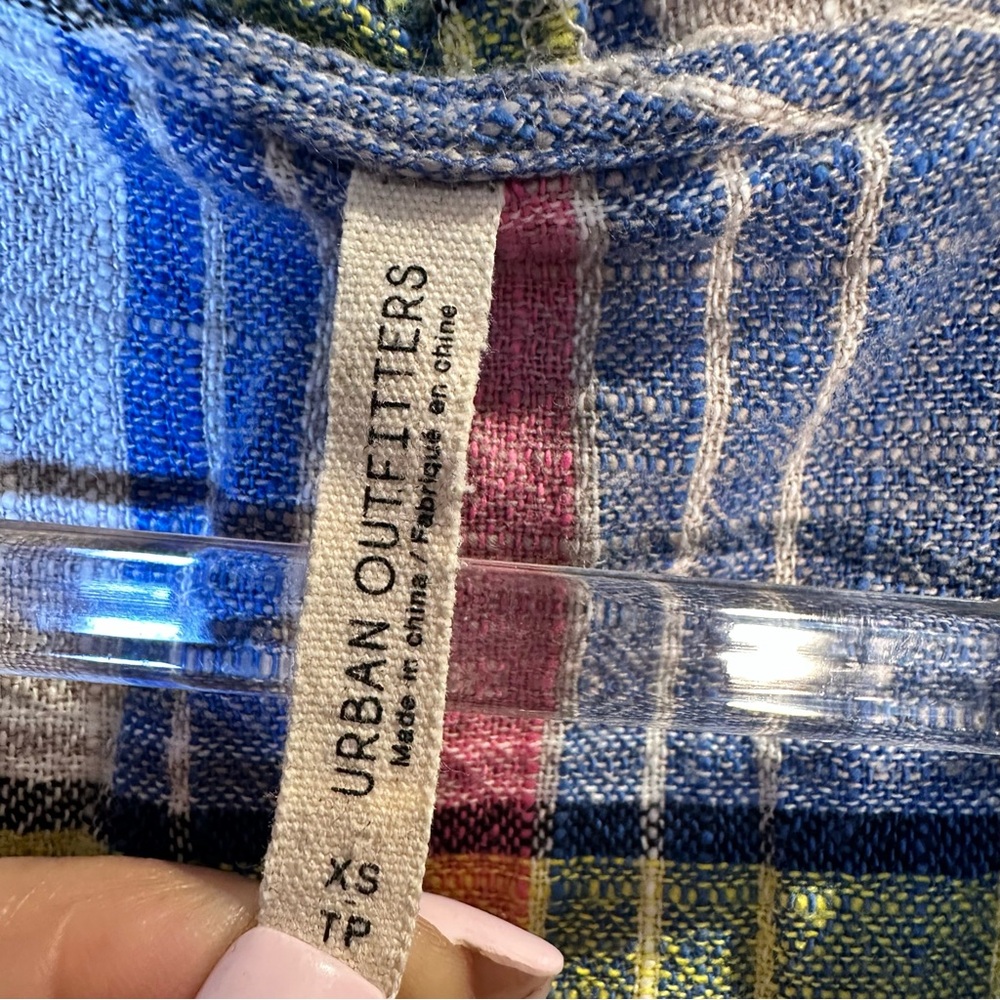 URBAN OUTFITTERS
Made in china / Fabriqué en chine
XS
TP